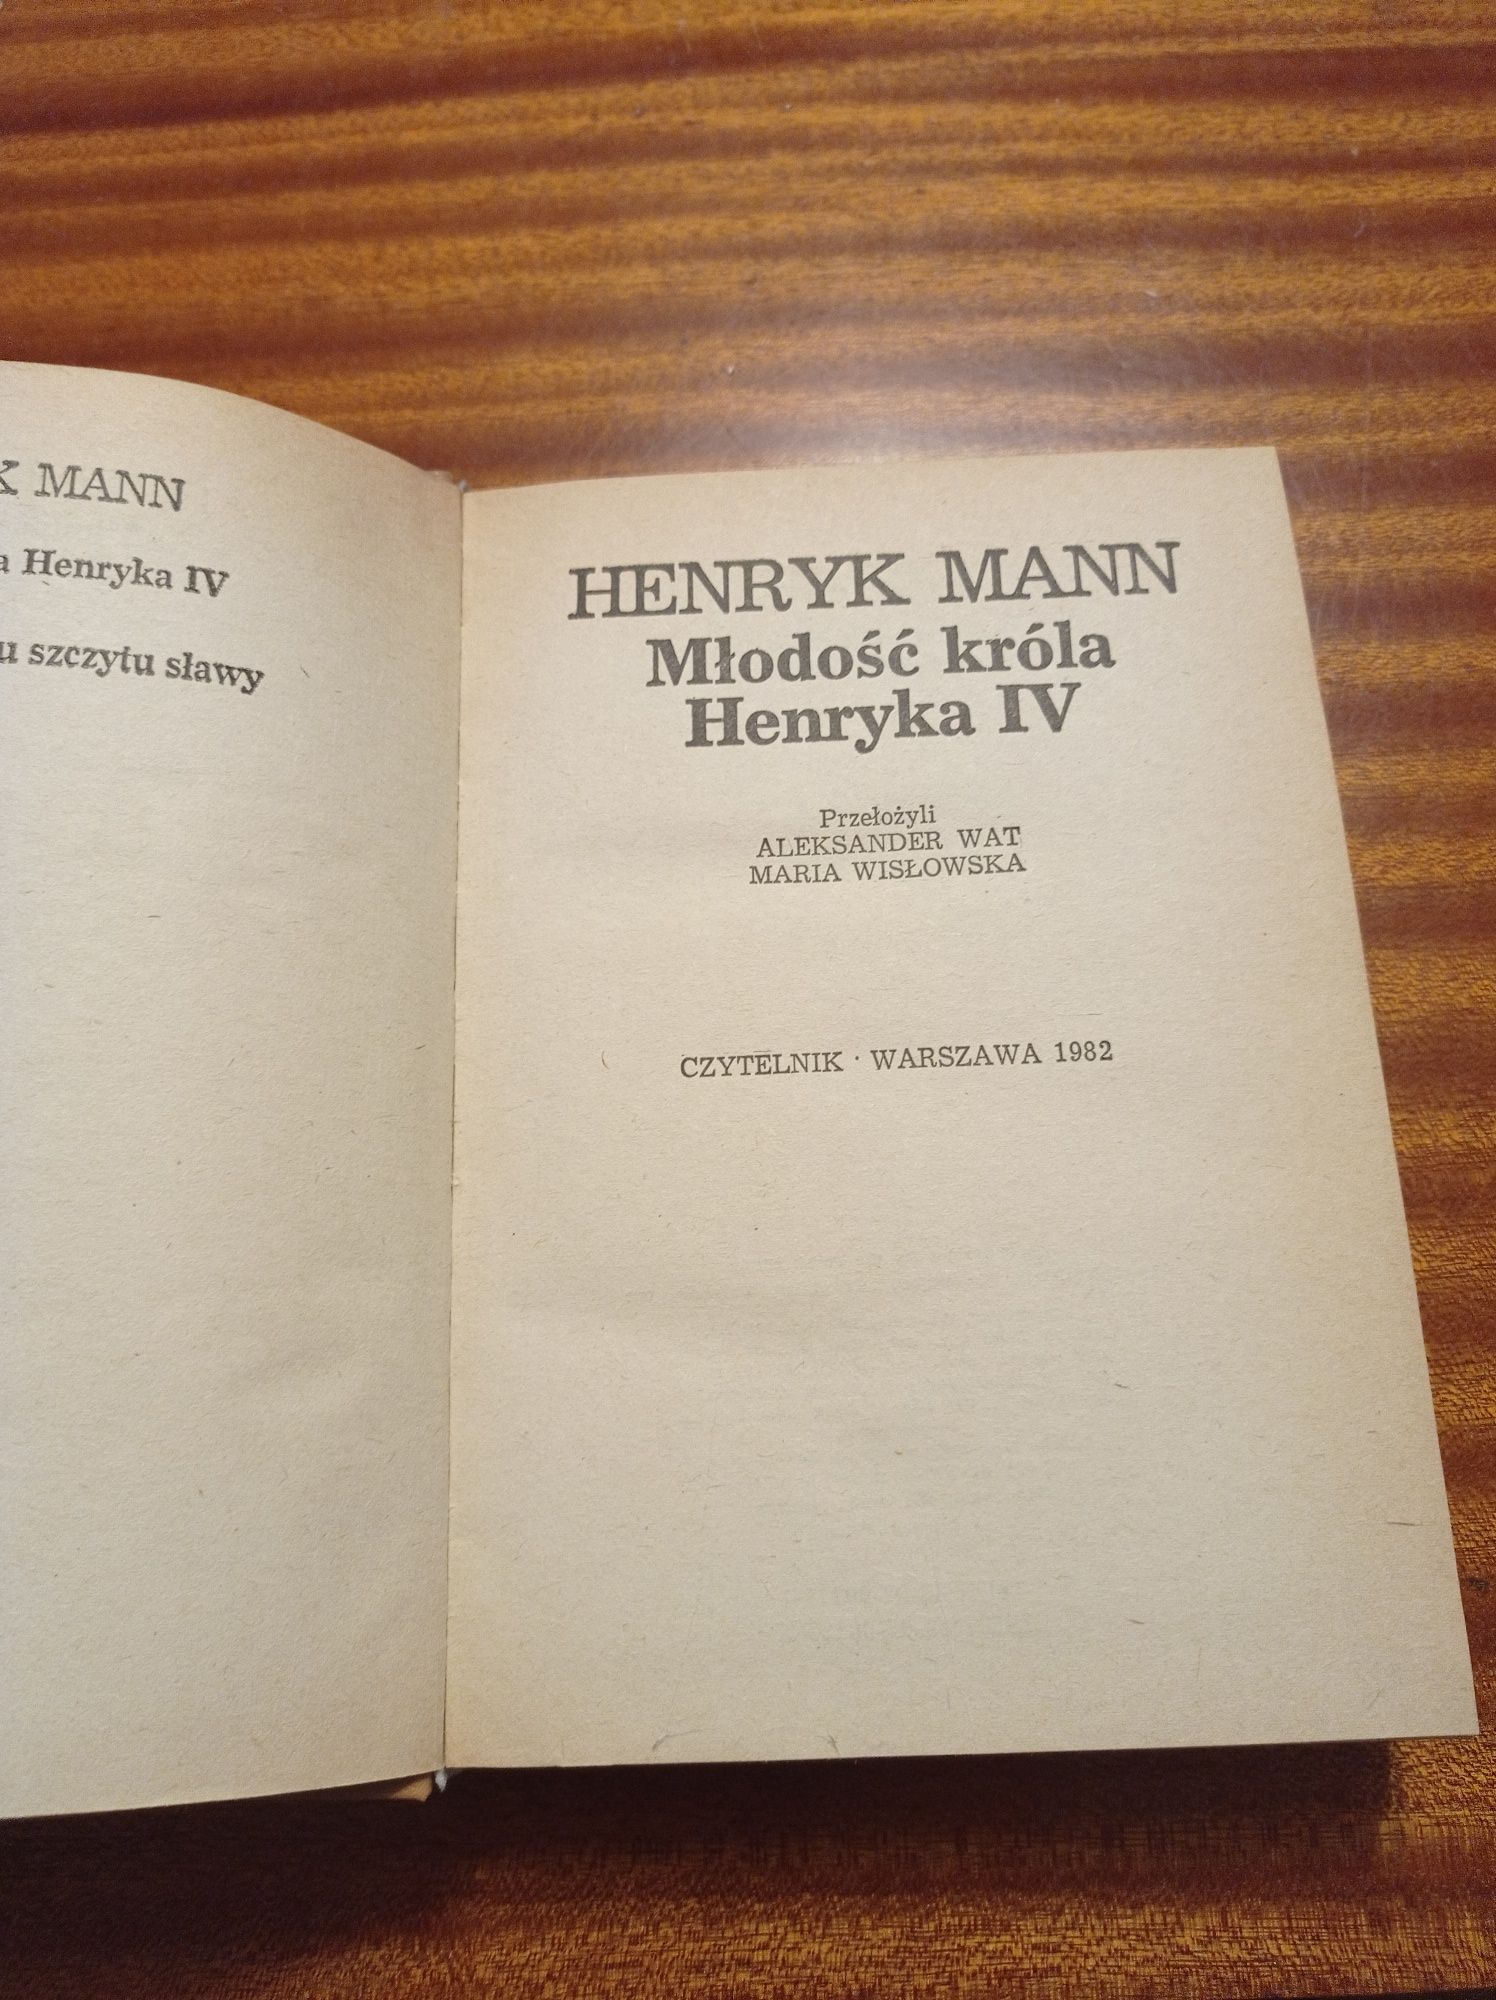 MANN
Henryka IV
szczytu sławy
HENRYK MANN
Młodość króla
Henryka IV
Przełożyli
ALEKSANDER WAT
MARIA WISŁOWSKA
CZYTELNIK · WARSZAWA 1982